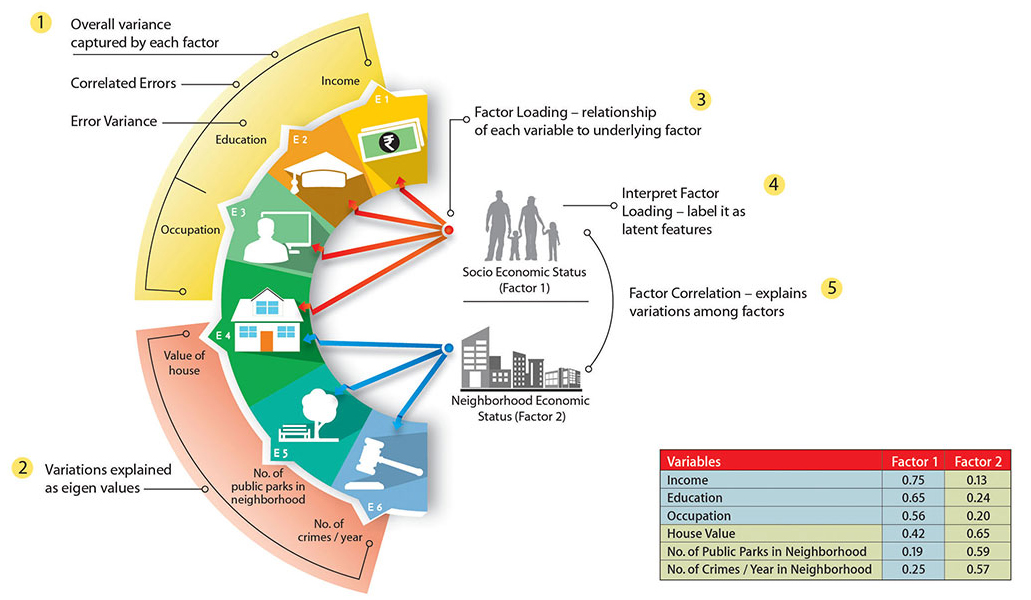 1
Overall variance
captured by each factor
Correlated Errors
Error Variance
Income
Education
Occupation
E 1
E 2
E 3
E 4
E 5
E 6
₹
Value of
house
No. of
public parks in
neighborhood
No. of
crimes / year
2
Variations explained
as eigen values
3
Factor Loading – relationship
of each variable to underlying factor
4
Interpret Factor
Loading – label it as
latent features
Socio Economic Status
(Factor 1)
5
Factor Correlation – explains
variations among factors
Neighborhood Economic
Status (Factor 2)
Variables Factor 1 Factor 2
Income 0.75 0.13
Education 0.65 0.24
Occupation 0.56 0.20
House Value 0.42 0.65
No. of Public Parks in Neighborhood 0.19 0.59
No. of Crimes / Year in Neighborhood 0.25 0.57